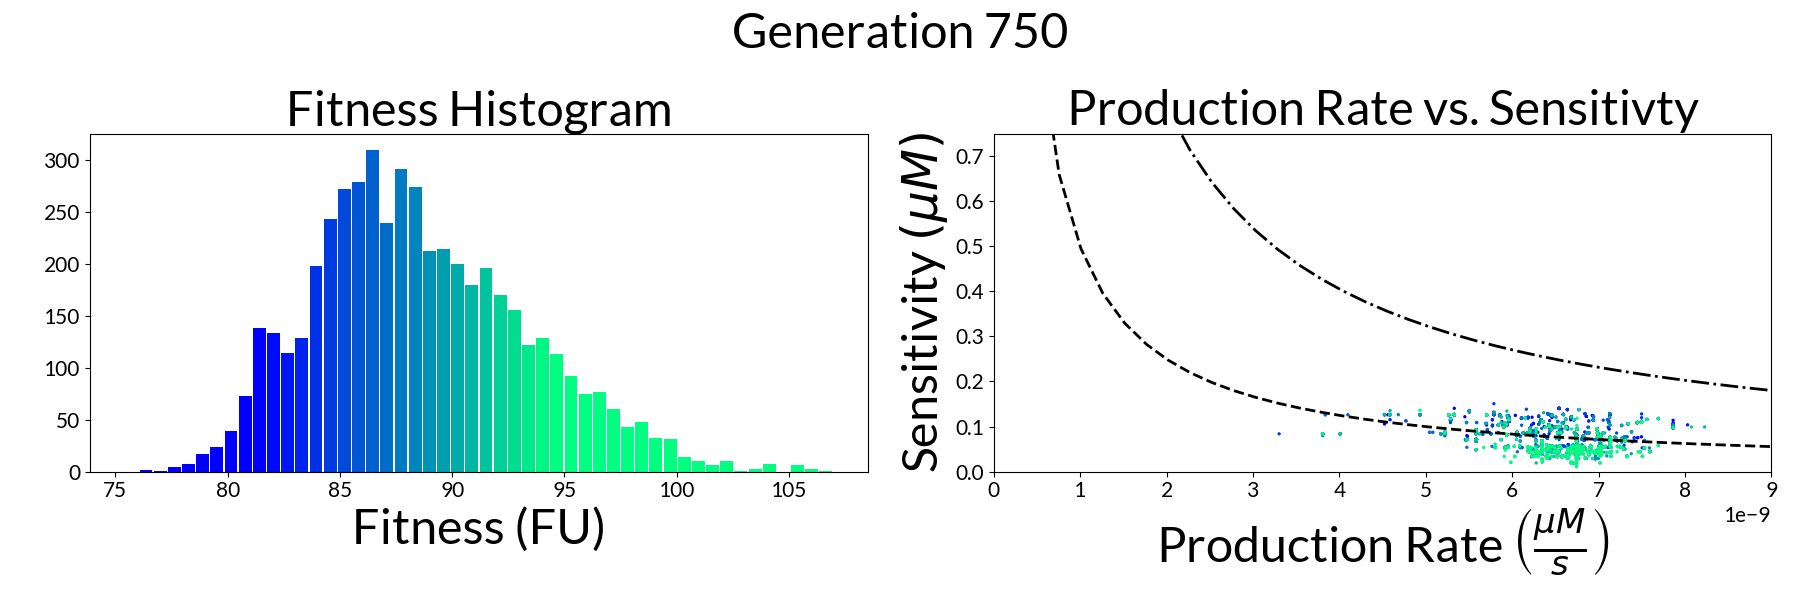 Generation 750
Fitness Histogram
300
250
200
150
100
50
0
75 80 85 90 95 100 105
Fitness (FU)
Production Rate vs. Sensitivty
Sensitivity (μM)
0.7
0.6
0.5
0.4
0.3
0.2
0.1
0.0
0 1 2 3 4 5 6 7 8 9
1e−9
Production Rate (μM/s)